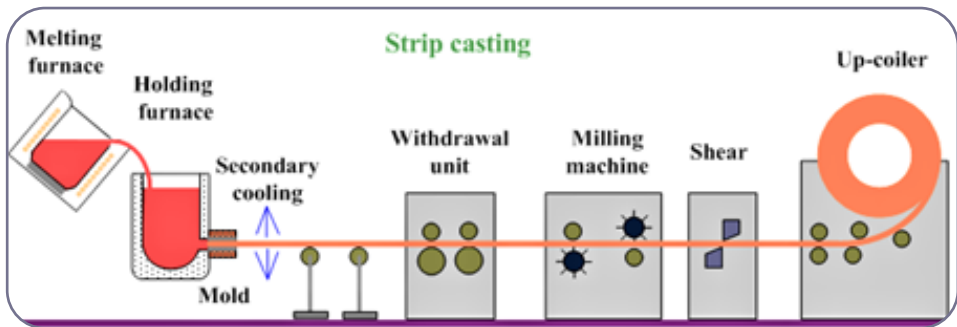 Strip casting
Melting
furnace
Holding
furnace
Secondary
cooling
Mold
Withdrawal
unit
Milling
machine
Shear
Up-coiler